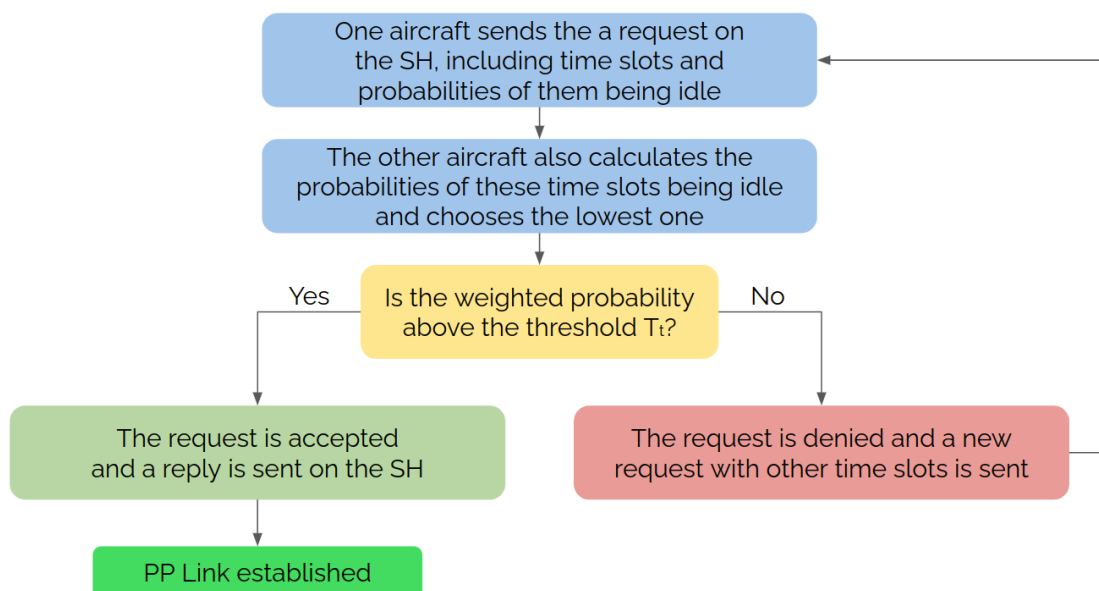 One aircraft sends the a request on
the SH, including time slots and
probabilities of them being idle
The other aircraft also calculates the
probabilities of these time slots being idle
and chooses the lowest one
Is the weighted probability
above the threshold Tt?
Yes
No
The request is accepted
and a reply is sent on the SH
The request is denied and a new
request with other time slots is sent
PP Link established